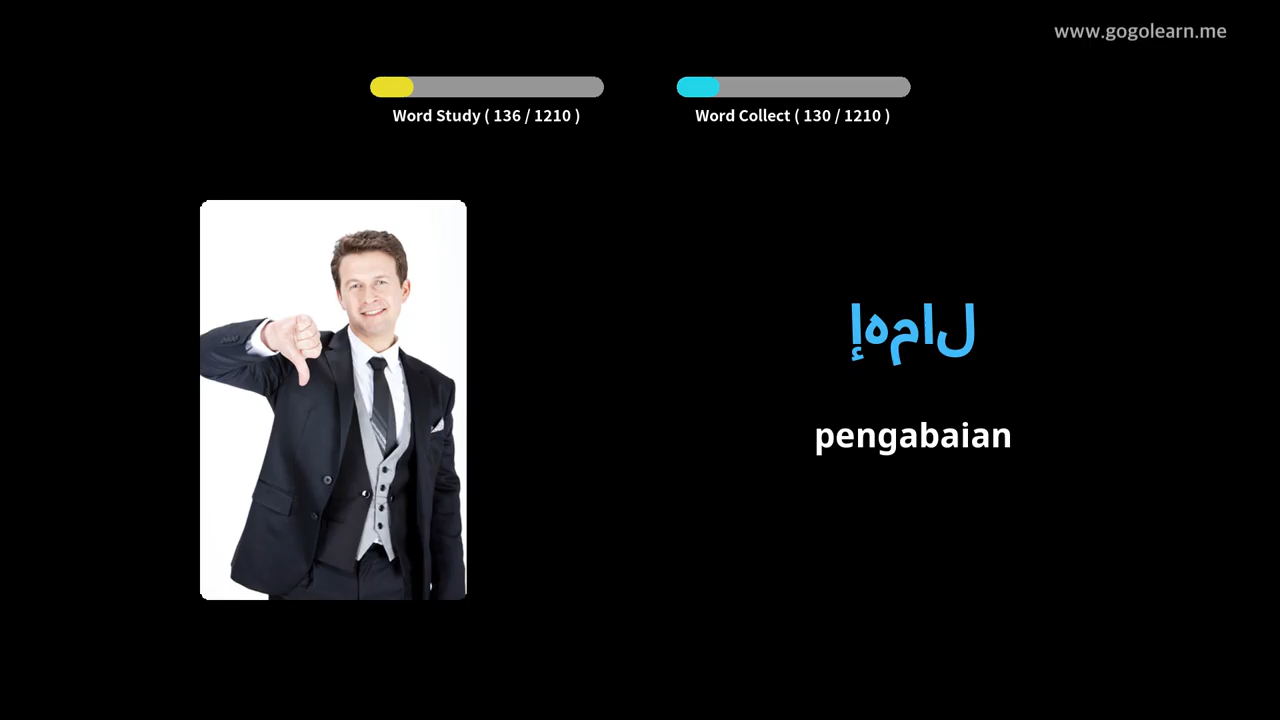 www.gogolearn.me
Word Study ( 136 / 1210 )
Word Collect ( 130 / 1210 )
إهمال
pengabaian